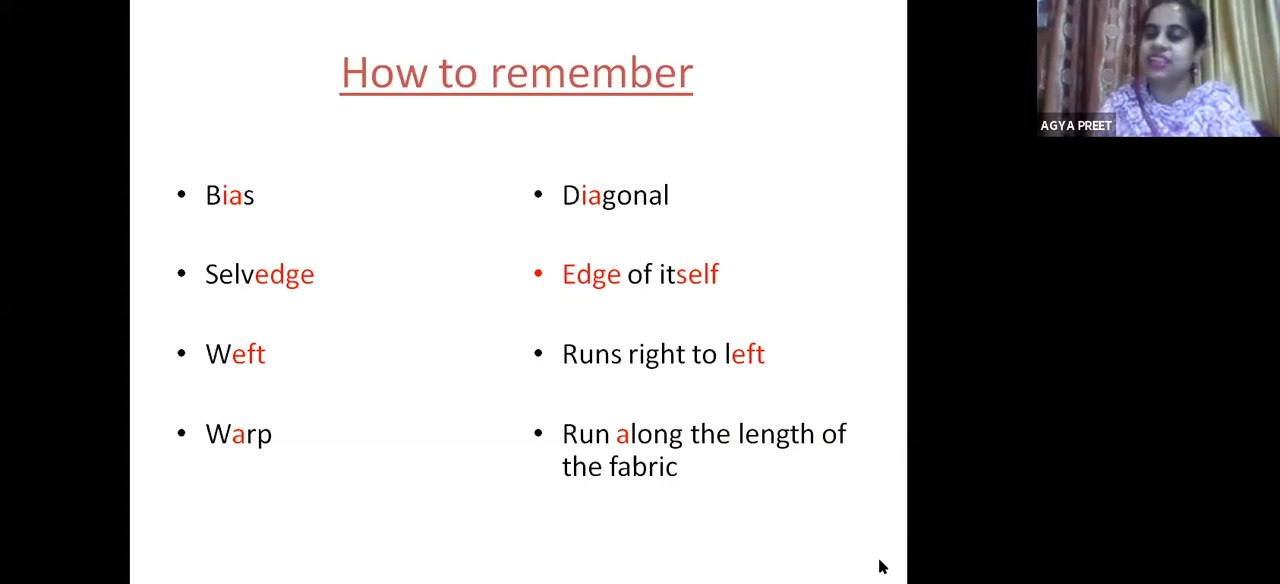 How to remember
• Bias
• Diagonal
• Selvedge
• Edge of itself
• Weft
• Runs right to left
• Warp
• Run along the length of
the fabric
AGYA PREET